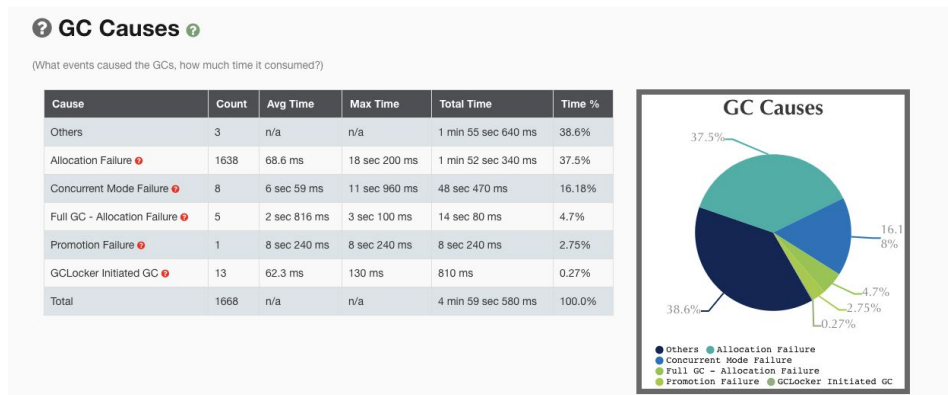 GC Causes
(What events caused the GCs, how much time it consumed?)
Cause Count Avg Time Max Time Total Time Time %
Others 3 n/a n/a 1 min 55 sec 640 ms 38.6%
Allocation Failure 1638 68.6 ms 18 sec 200 ms 1 min 52 sec 340 ms 37.5%
Concurrent Mode Failure 8 6 sec 59 ms 11 sec 960 ms 48 sec 470 ms 16.18%
Full GC - Allocation Failure 5 2 sec 816 ms 3 sec 100 ms 14 sec 80 ms 4.7%
Promotion Failure 1 8 sec 240 ms 8 sec 240 ms 8 sec 240 ms 2.75%
GCLocker Initiated GC 13 62.3 ms 130 ms 810 ms 0.27%
Total 1668 n/a n/a 4 min 59 sec 580 ms 100.0%
GC Causes
37.5%
16.1
8%
4.7%
2.75%
0.27%
38.6%
Others Allocation Failure
Concurrent Mode Failure
Full GC - Allocation Failure
Promotion Failure GCLocker Initiated GC